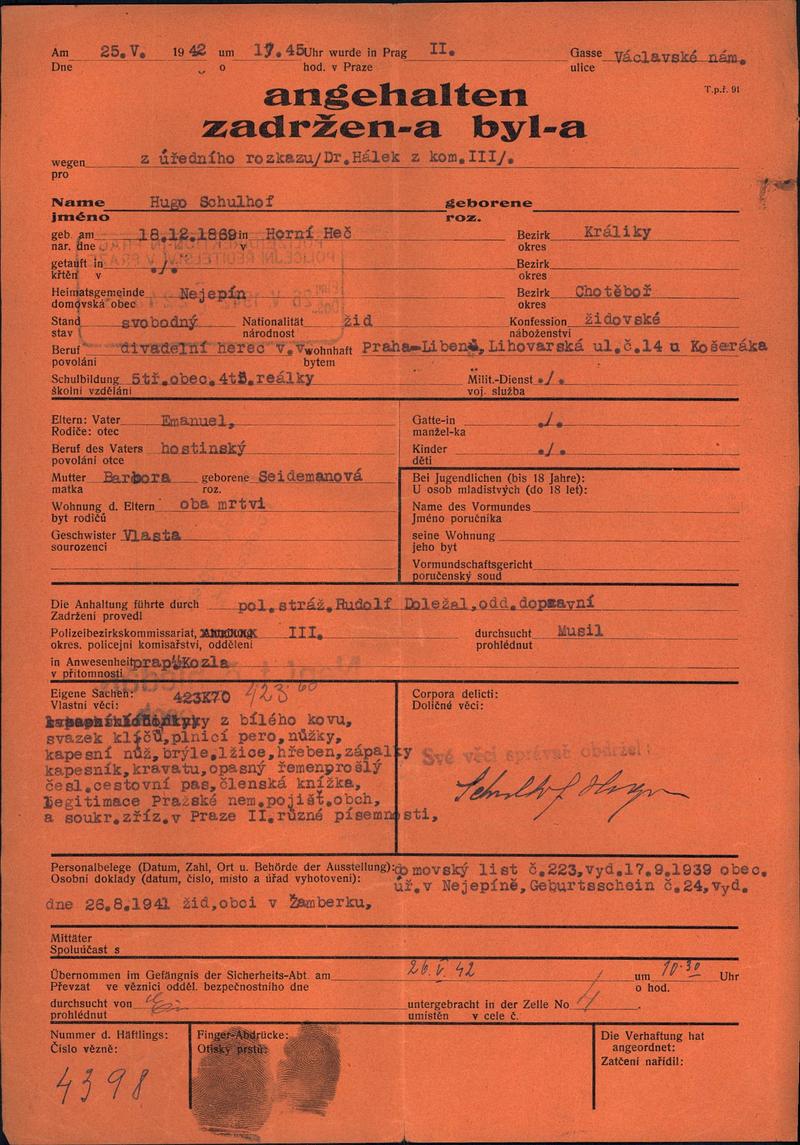 Am 25.V. 1942 um 17.45 Uhr wurde in Prag II. Gasse Václavské nám.
Dne o hod. v Praze ulice
T.p.ř. 91
angehalten
zadržen-a byl-a
wegen z úředního rozkazu/Dr.Hálek z kom.III/.
pro
Name Hugo Schulhof geborene
jméno roz.
geb. am 18.12.1869 in Horní Heč Bezirk Králiky
nar. dne v okres
getauft in ./. Bezirk
křtěn v okres
Heimatsgemeinde Nejepín Bezirk Chotěboř
domovská obec okres
Stand svobodný Nationalität žid Konfession židovské
stav národnost náboženství
Beruf divadelní herec v.v. wohnhaft Praha-Libeně, Lihovarská ul.č.14 u Košeráka
povolání bytem
Schulbildung 5tř.obec.4tř.reálky Milit.-Dienst ./.
školní vzdělání voj. služba
Eltern: Vater Emanuel, Gatte-in ./.
Rodiče: otec manžel-ka
Beruf des Vaters hostinský Kinder ./.
povolání otce děti
Mutter Barbora geborene Seidemanová Bei Jugendlichen (bis 18 Jahre):
matka roz. U osob mladistvých (do 18 let):
Wohnung d. Eltern oba mrtvi Name des Vormundes
byt rodičů Jméno poručníka
Geschwister Vlasta seine Wohnung
sourozenci jeho byt
Vormundschaftsgericht
poručenský soud
Die Anhaltung führte durch pol.stráž.Rudolf Doležal,odd.dopravní
Zadržení provedl
Polizeibezirkskommissariat, III. durchsucht Musil
okres. policejní komisařství, oddělení prohlédnut
in Anwesenheit prap. Kozla
v přítomnosti
Eigene Sachen: 423K70 423·60 Corpora delicti:
Vlastní věci: Doličné věci:
z bílého kovu,
svazek klíčů,plnicí pero,nůžky,
kapesní nůž,brýle,lžice,hřeben,zápalky
Své věci správně obdržel:
kapesník,kravatu,opasný řemenprošlý
česl.cestovní pas,členská knížka,
Schulhof Hugo
legitimace Pražské nem.pojišt.obch,
a soukr.zříz.v Praze II.různé písemnosti,
Personalbelege (Datum, Zahl, Ort u. Behörde der Ausstellung): domovský list č.223,vyd.17.9.1939 obec.
Osobní doklady (datum, číslo, místo a úřad vyhotovení): úř.v Nejepíně,Geburtsschein č.24,vyd.
dne 26.8.1941 žid,obci v Žamberku,
Mittäter
Spoluúčast s
Übernommen im Gefängnis der Sicherheits-Abt. am 26.V.42 um 10·30 Uhr
Převzat ve věznici odděl. bezpečnostního dne o hod.
durchsucht von untergebracht in der Zelle No 4
prohlédnut umístěn v cele č.
Nummer d. Häftlings: Finger-Abdrücke: Die Verhaftung hat
Číslo vězně: Otisky prstů: angeordnet:
Zatčení nařídil:
4398